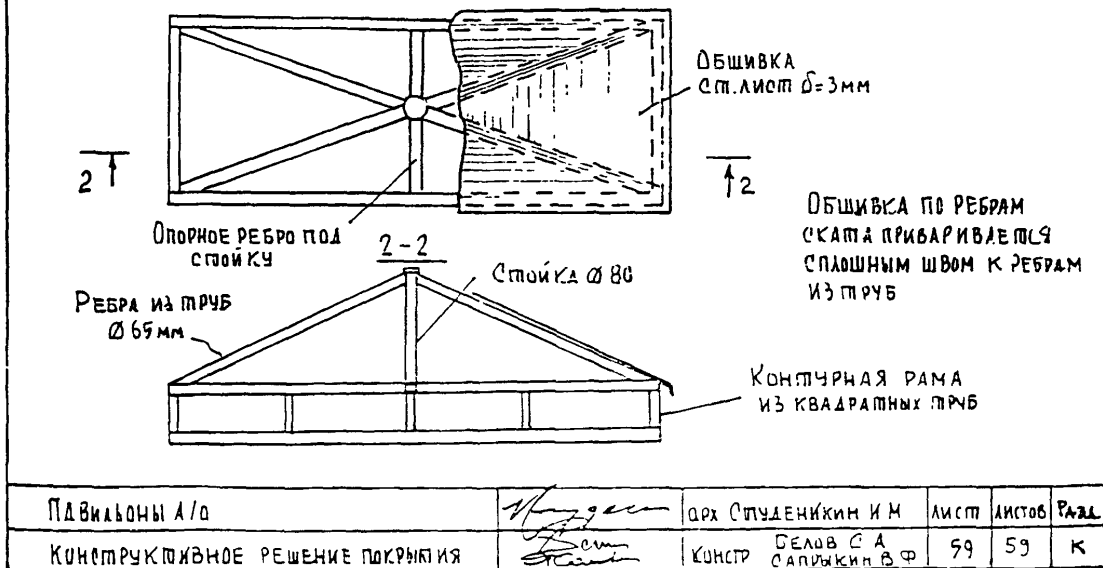 Обшивка
ст. лист δ=3мм
2
2
Опорное ребро под
стойку
2-2
Стойка Ø 80
Ребра из труб
Ø 65 мм
Обшивка по ребрам
ската приваривается
сплошным швом к ребрам
из труб
Контурная рама
из квадратных труб
Павильоны А/о
арх Студеникин И М
лист
листов
Разд
Конструктивное решение покрытия
констр
Белов С А
Сапрыкин В Ф
59
59
К